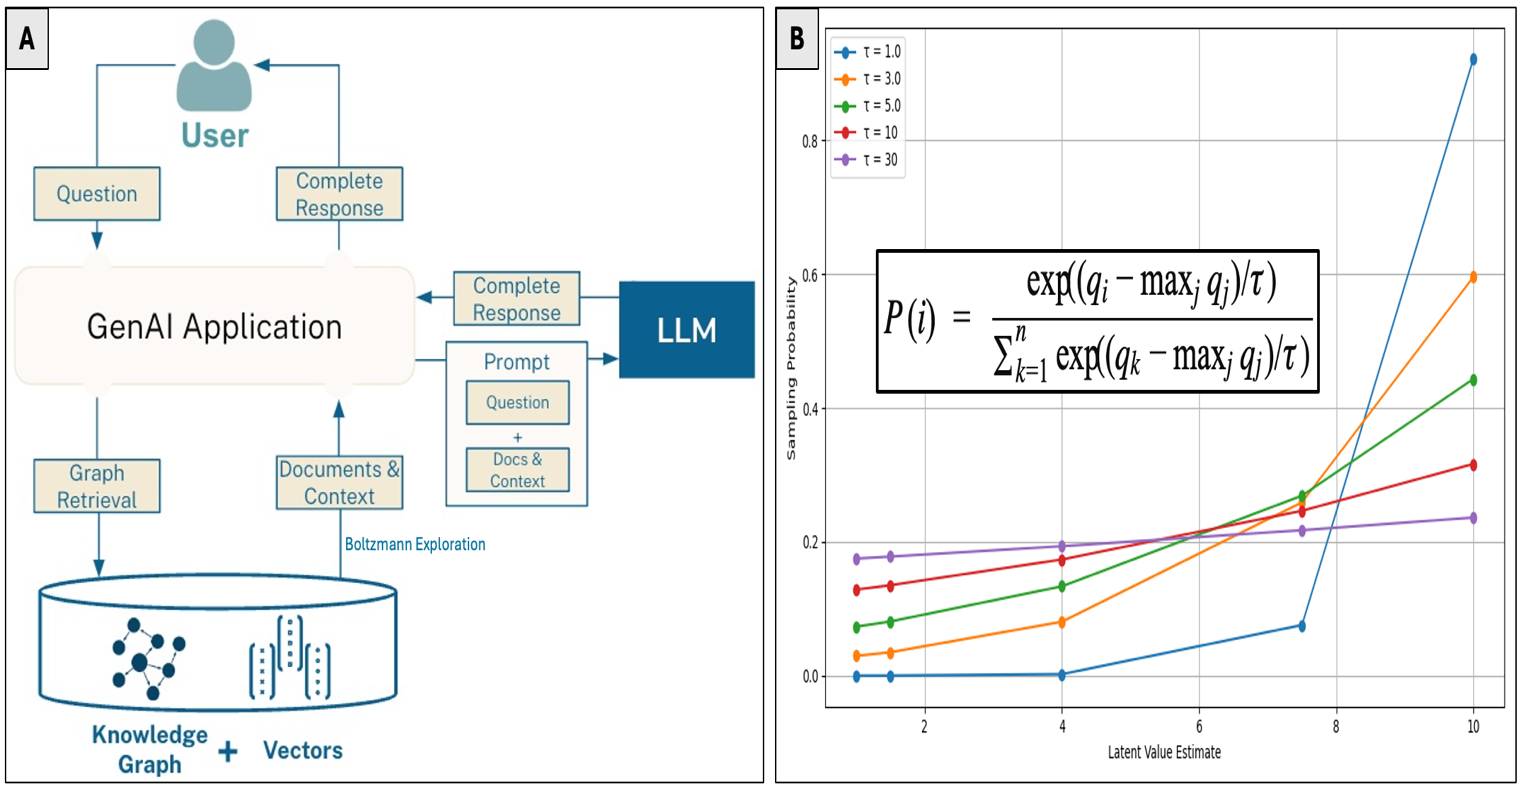 A
User
Question
Complete
Response
GenAI Application
Complete
Response
LLM
Prompt
Question
+
Docs &
Context
Graph
Retrieval
Documents &
Context
Boltzmann Exploration
Knowledge
Graph
+
Vectors
B
τ = 1.0
τ = 3.0
τ = 5.0
τ = 10
τ = 30
P(i) = exp((q_i − max_j q_j)/τ) / ∑_{k=1}^{n} exp((q_k − max_j q_j)/τ)
Sampling Probability
0.8
0.6
0.4
0.2
0.0
2 4 6 8 10
Latent Value Estimate